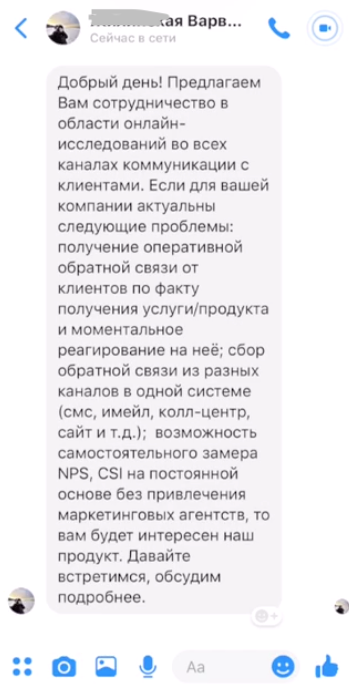 Варв...
Сейчас в сети
Добрый день! Предлагаем
Вам сотрудничество в
области онлайн-
исследований во всех
каналах коммуникации с
клиентами. Если для вашей
компании актуальны
следующие проблемы:
получение оперативной
обратной связи от
клиентов по факту
получения услуги/продукта
и моментальное
реагирование на неё; сбор
обратной связи из разных
каналов в одной системе
(смс, имейл, колл-центр,
сайт и т.д.);  возможность
самостоятельного замера
NPS, CSI на постоянной
основе без привлечения
маркетинговых агентств, то
вам будет интересен наш
продукт. Давайте
встретимся, обсудим
подробнее.
Aa